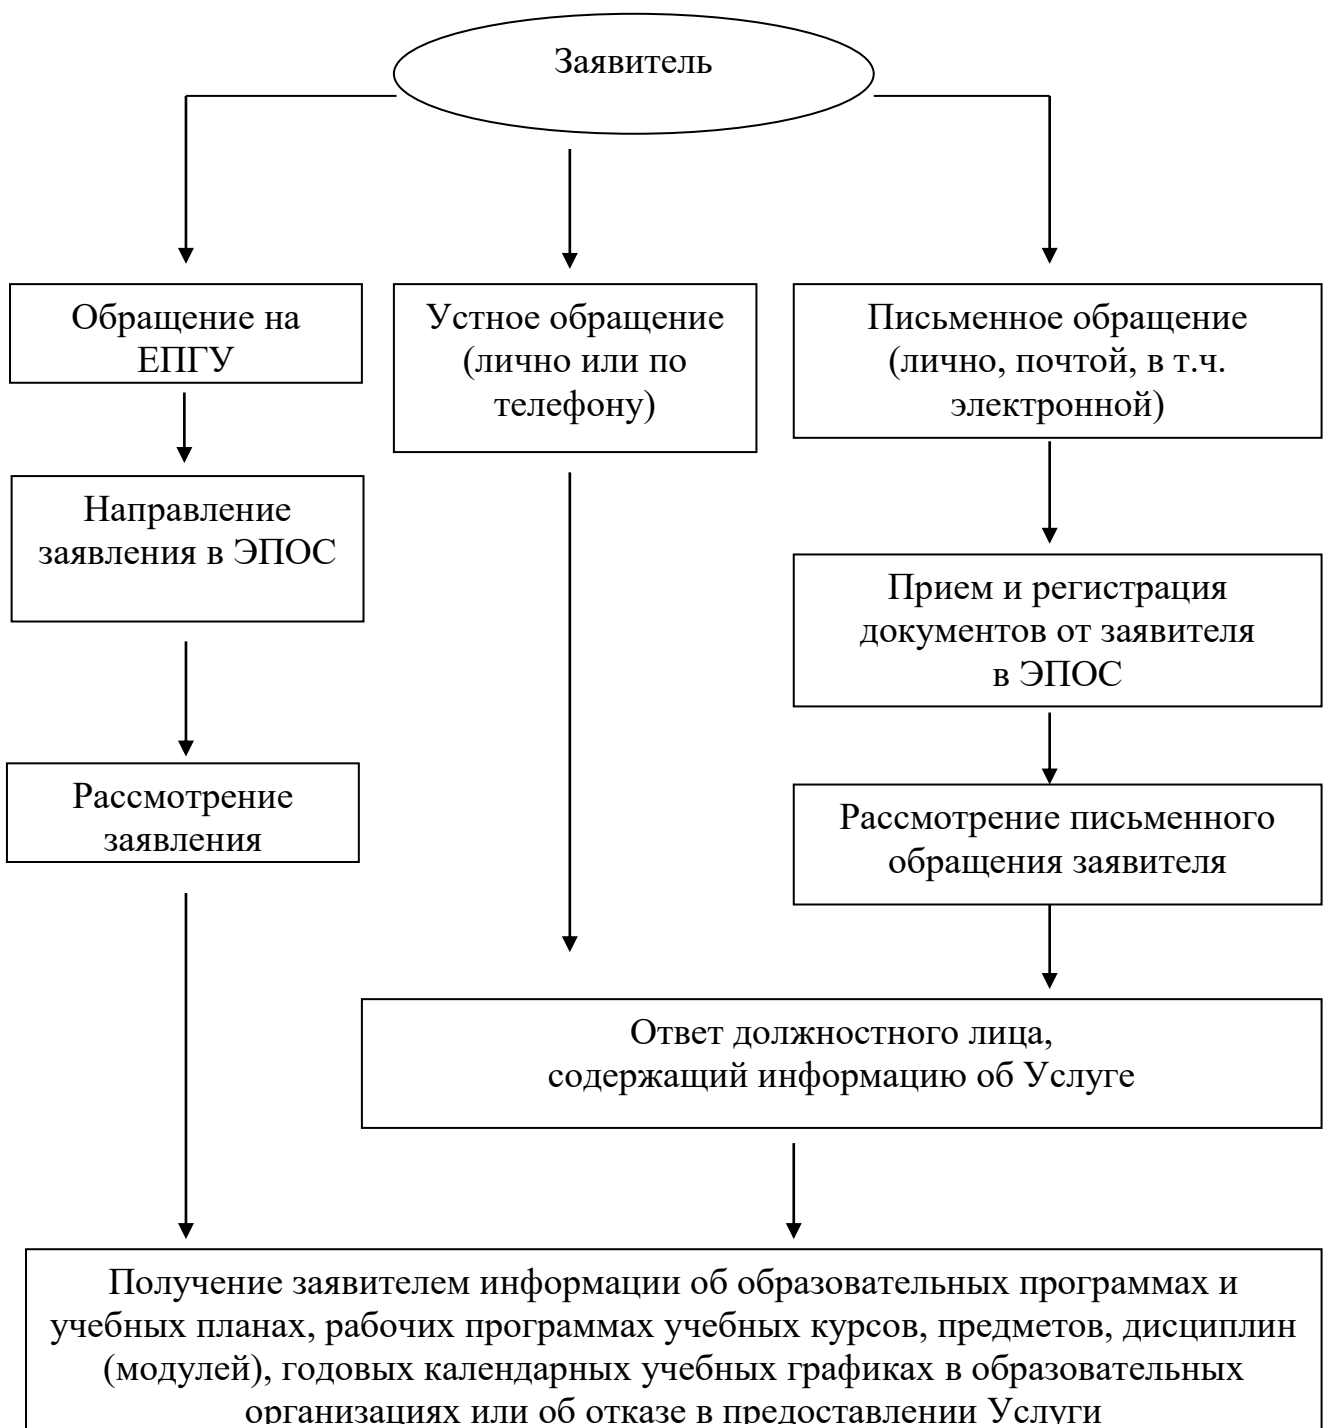 Заявитель
Обращение на
ЕПГУ
Устное обращение
(лично или по
телефону)
Письменное обращение
(лично, почтой, в т.ч.
электронной)
Направление
заявления в ЭПОС
Прием и регистрация
документов от заявителя
в ЭПОС
Рассмотрение
заявления
Рассмотрение письменного
обращения заявителя
Ответ должностного лица,
содержащий информацию об Услуге
Получение заявителем информации об образовательных программах и
учебных планах, рабочих программах учебных курсов, предметов, дисциплин
(модулей), годовых календарных учебных графиках в образовательных
организациях или об отказе в предоставлении Услуги